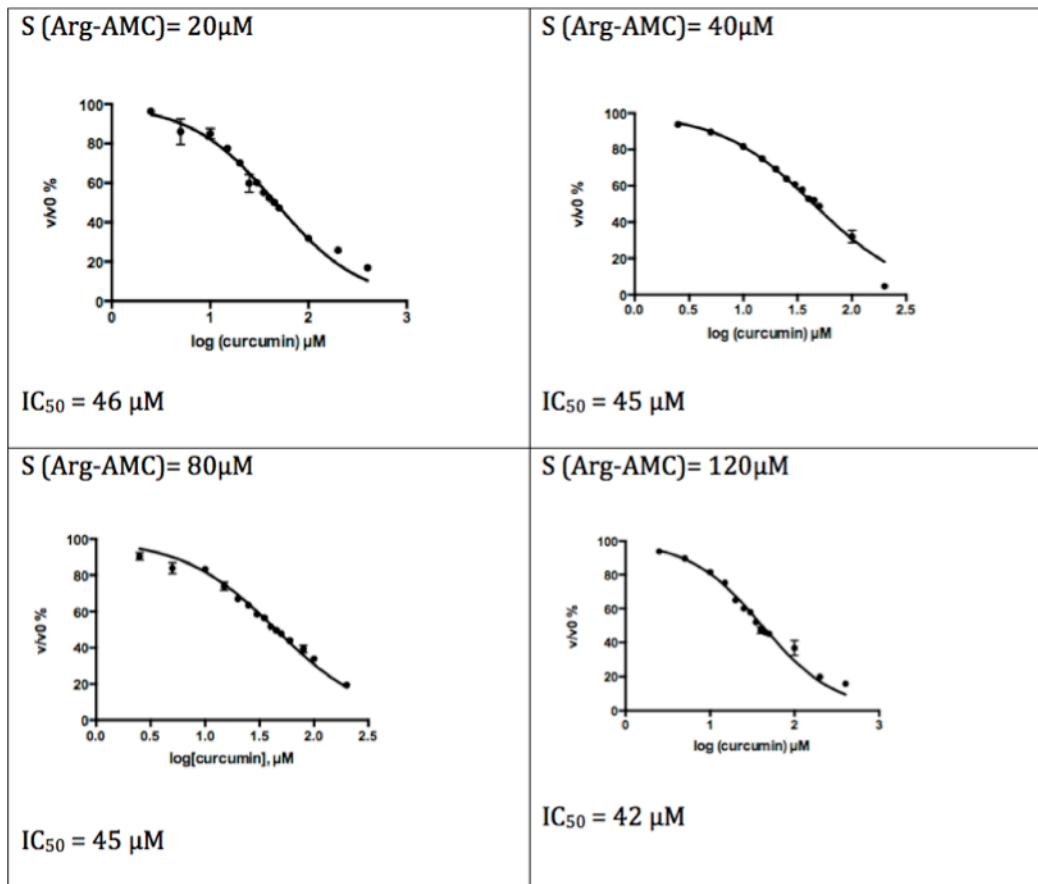 S (Arg-AMC)= 20µM
100
80
60
40
20
0
v/v0 %
0 1 2 3
log (curcumin) µM
IC₅₀ = 46 µM
S (Arg-AMC)= 40µM
100
80
60
40
20
0
v/v0 %
0.0 0.5 1.0 1.5 2.0 2.5
log (curcumin) µM
IC₅₀ = 45 µM
S (Arg-AMC)= 80µM
100
80
60
40
20
0
v/v0 %
0.0 0.5 1.0 1.5 2.0 2.5
log[curcumin], µM
IC₅₀ = 45 µM
S (Arg-AMC)= 120µM
100
80
60
40
20
0
v/v0 %
0 1 2 3
log (curcumin) µM
IC₅₀ = 42 µM